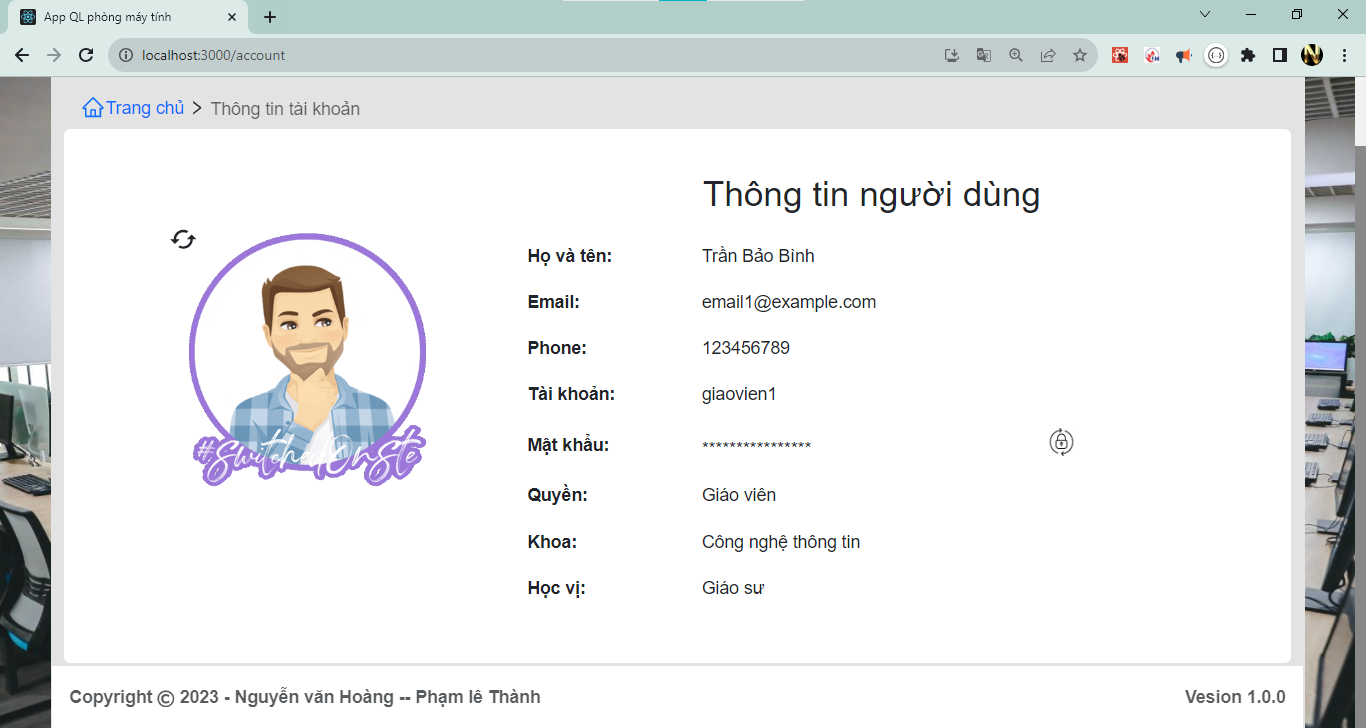 App QL phòng máy tính
localhost:3000/account
Trang chủ > Thông tin tài khoản
Thông tin người dùng
Họ và tên: Trần Bảo Bình
Email: email1@example.com
Phone: 123456789
Tài khoản: giaovien1
Mật khẩu: ****************
Quyền: Giáo viên
Khoa: Công nghệ thông tin
Học vị: Giáo sư
#SwitchedOnSte
Copyright © 2023 - Nguyễn văn Hoàng -- Phạm lê Thành
Vesion 1.0.0